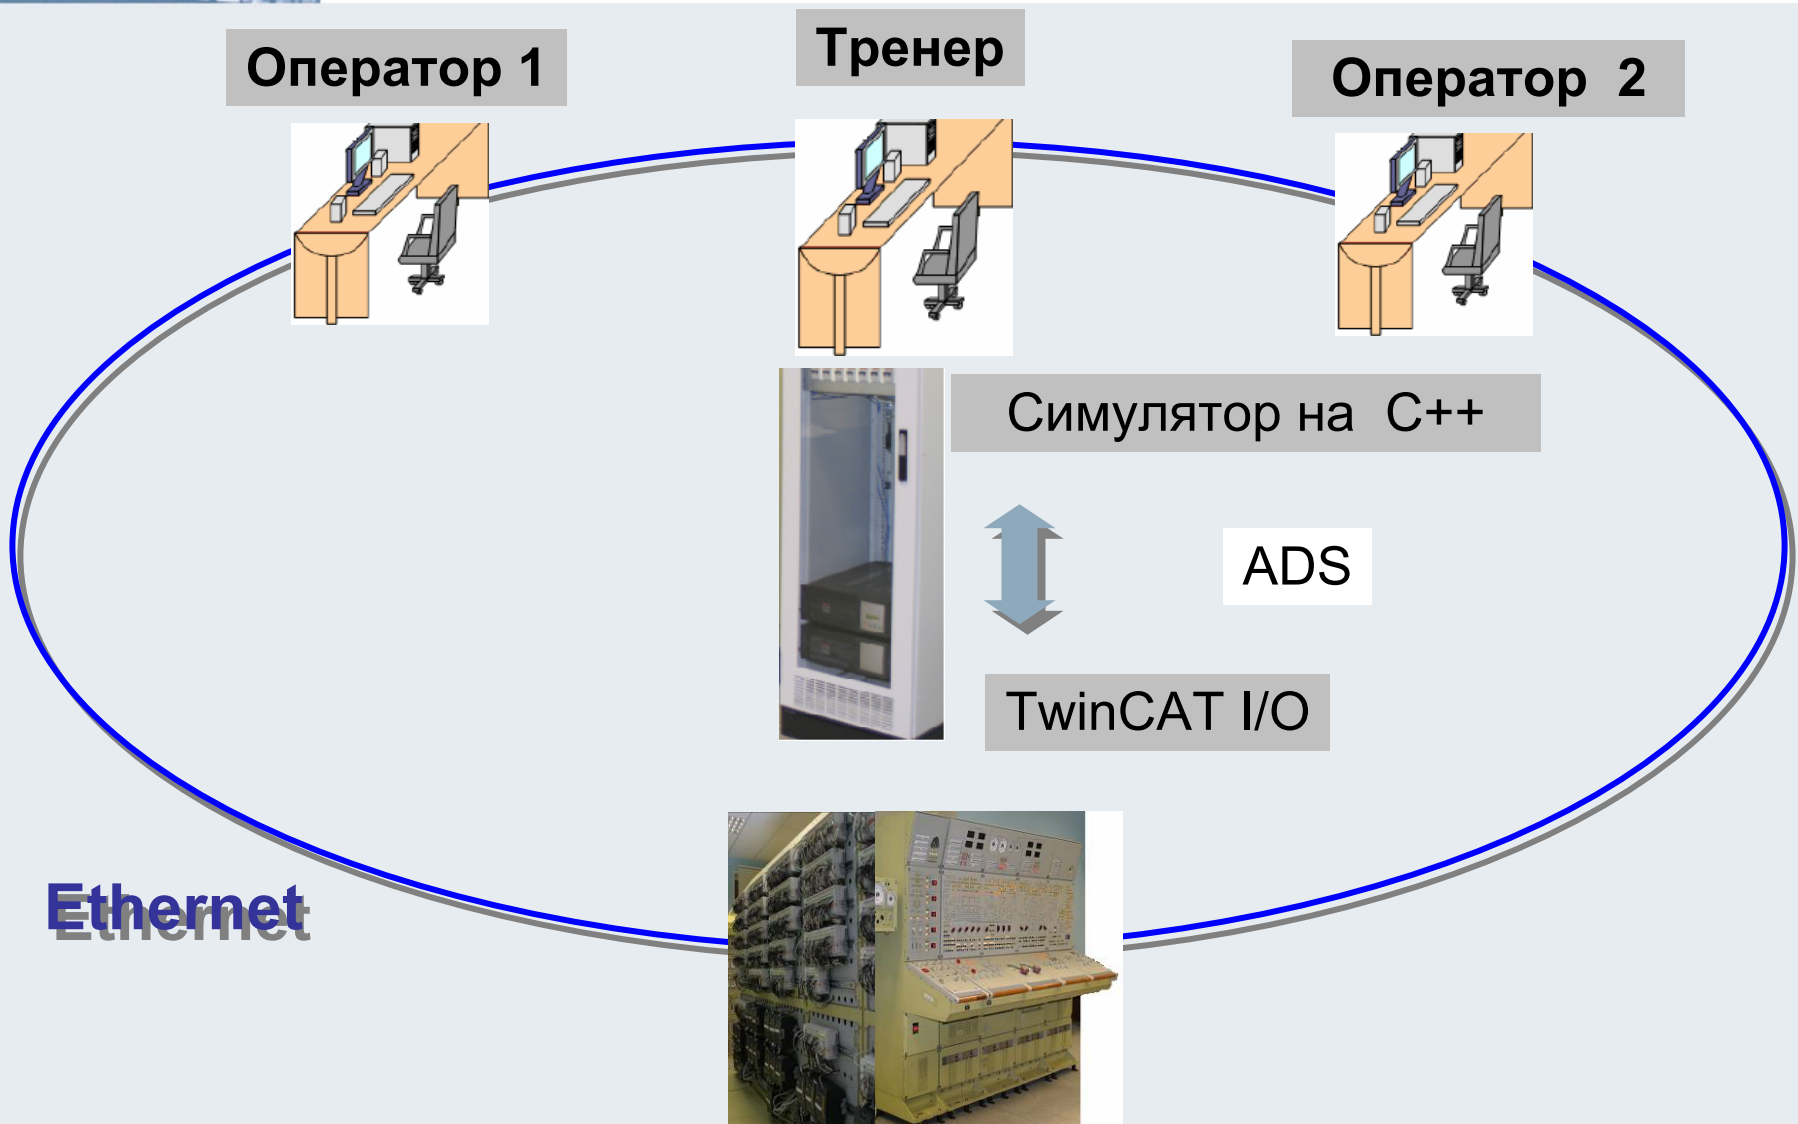 Оператор 1
Тренер
Оператор 2
Симулятор на C++
ADS
TwinCAT I/O
Ethernet